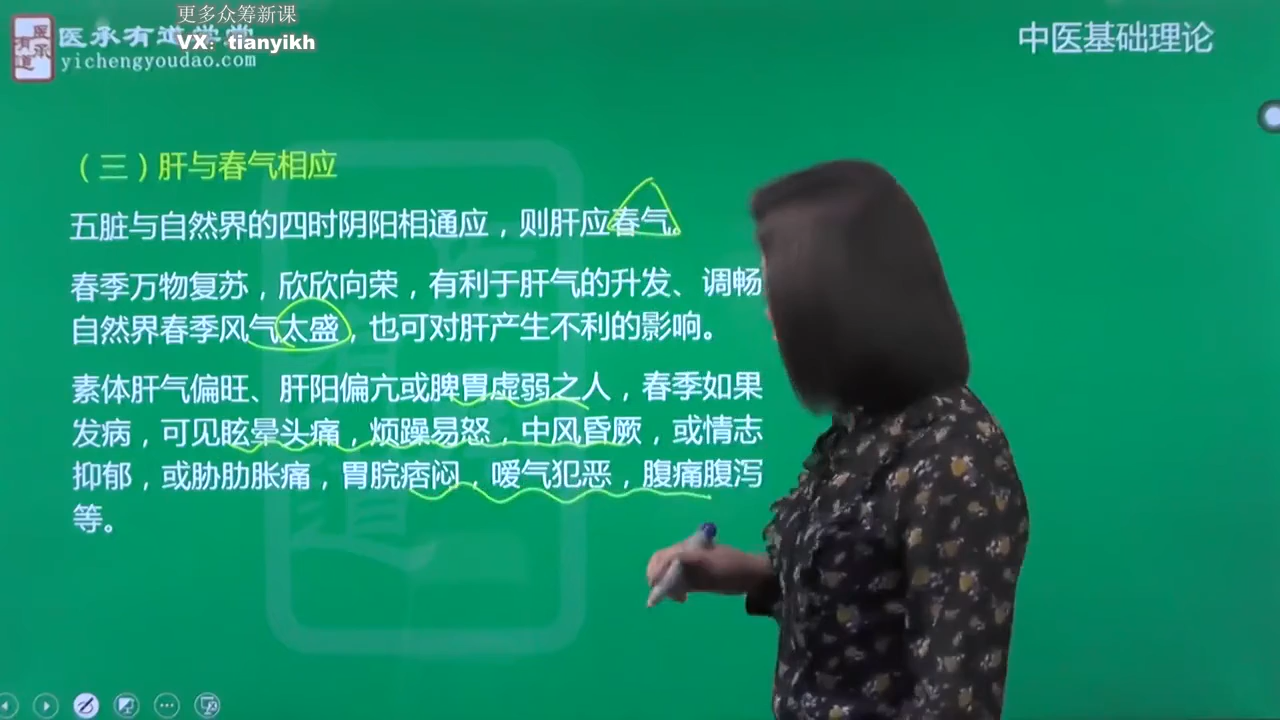 更多众筹新课
医承有道学堂
VX：tianyikh
yichengyoudao.com
中医基础理论
（三）肝与春气相应
五脏与自然界的四时阴阳相通应，则肝应春气。
春季万物复苏，欣欣向荣，有利于肝气的升发、调畅
自然界春季风气太盛，也可对肝产生不利的影响。
素体肝气偏旺、肝阳偏亢或脾胃虚弱之人，春季如果
发病，可见眩晕头痛，烦躁易怒，中风昏厥，或情志
抑郁，或胁肋胀痛，胃脘痞闷，嗳气犯恶，腹痛腹泻
等。